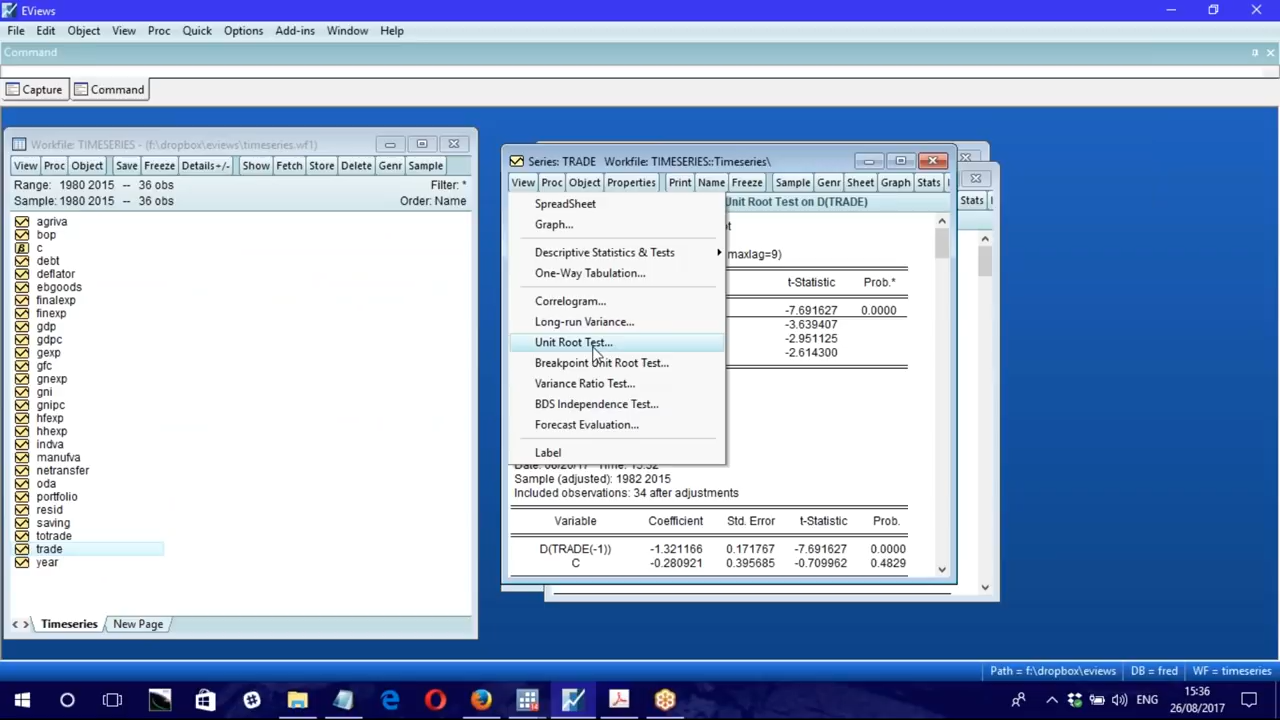 EViews
File Edit Object View Proc Quick Options Add-ins Window Help
Command
Capture Command
Workfile: TIMESERIES - (f:\dropbox\eviews\timeseries.wf1)
View Proc Object Save Freeze Details+/- Show Fetch Store Delete Genr Sample
Range: 1980 2015 -- 36 obs Filter: *
Sample: 1980 2015 -- 36 obs Order: Name
agriva
bop
c
debt
deflator
ebgoods
finalexp
finexp
gdp
gdpc
gexp
gfc
gnexp
gni
gnipc
hfexp
hhexp
indva
manufva
netransfer
oda
portfolio
resid
saving
totrade
trade
year
Timeseries New Page
Series: TRADE Workfile: TIMESERIES::Timeseries\
View Proc Object Properties Print Name Freeze Sample Genr Sheet Graph Stats
Stats
Unit Root Test on D(TRADE)
SpreadSheet
Graph...
Descriptive Statistics & Tests
One-Way Tabulation...
Correlogram...
Long-run Variance...
Unit Root Test...
Breakpoint Unit Root Test...
Variance Ratio Test...
BDS Independence Test...
Forecast Evaluation...
Label
maxlag=9)
t-Statistic Prob.*
-7.691627 0.0000
-3.639407
-2.951125
-2.614300
Sample (adjusted): 1982 2015
Included observations: 34 after adjustments
Variable Coefficient Std. Error t-Statistic Prob.
D(TRADE(-1)) -1.321166 0.171767 -7.691627 0.0000
C -0.280921 0.395685 -0.709962 0.4829
Path = f:\dropbox\eviews DB = fred WF = timeseries
ENG
15:36
26/08/2017